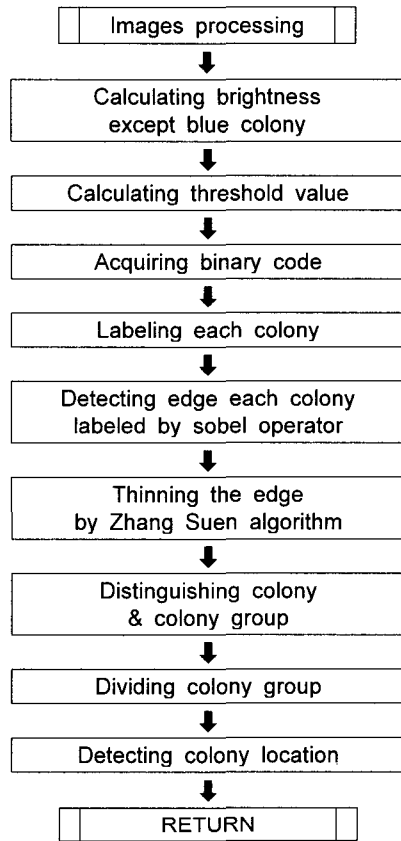 Images processing
Calculating brightness
except blue colony
Calculating threshold value
Acquiring binary code
Labeling each colony
Detecting edge each colony
labeled by sobel operator
Thinning the edge
by Zhang Suen algorithm
Distinguishing colony
& colony group
Dividing colony group
Detecting colony location
RETURN